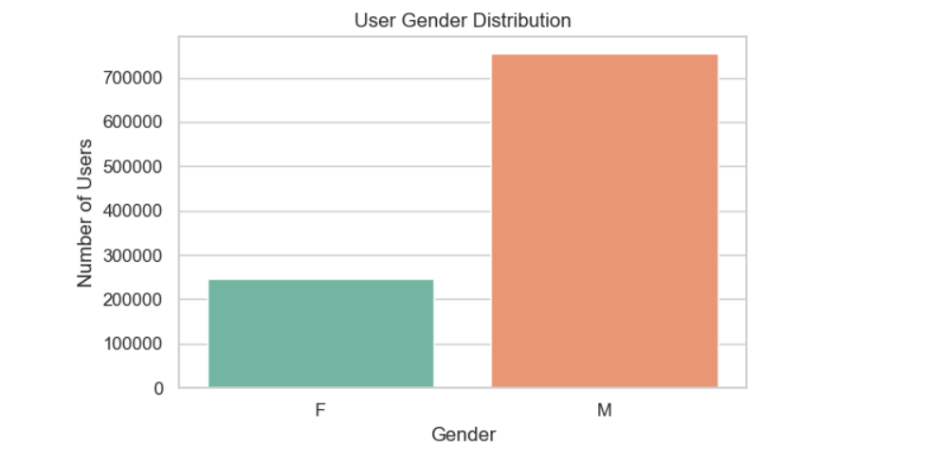 User Gender Distribution
700000
600000
500000
400000
300000
200000
100000
0
Number of Users
F
M
Gender